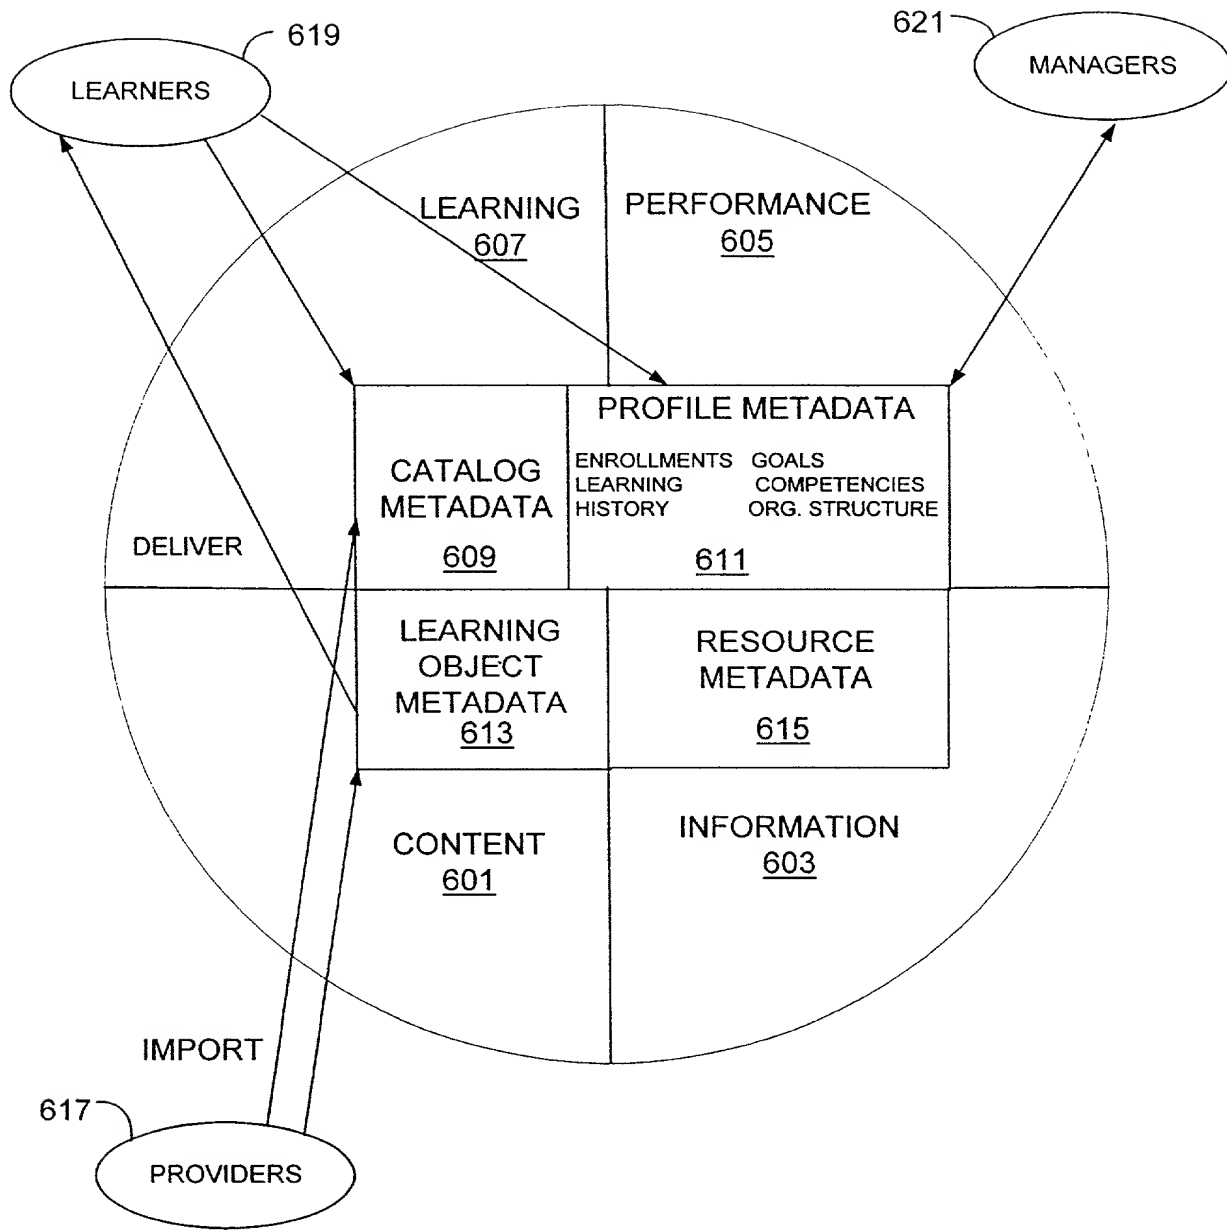 619
LEARNERS
621
MANAGERS
LEARNING
607
PERFORMANCE
605
PROFILE METADATA
ENROLLMENTS GOALS
LEARNING COMPETENCIES
HISTORY ORG. STRUCTURE
611
CATALOG
METADATA
609
DELIVER
LEARNING
OBJECT
METADATA
613
RESOURCE
METADATA
615
CONTENT
601
INFORMATION
603
IMPORT
617
PROVIDERS